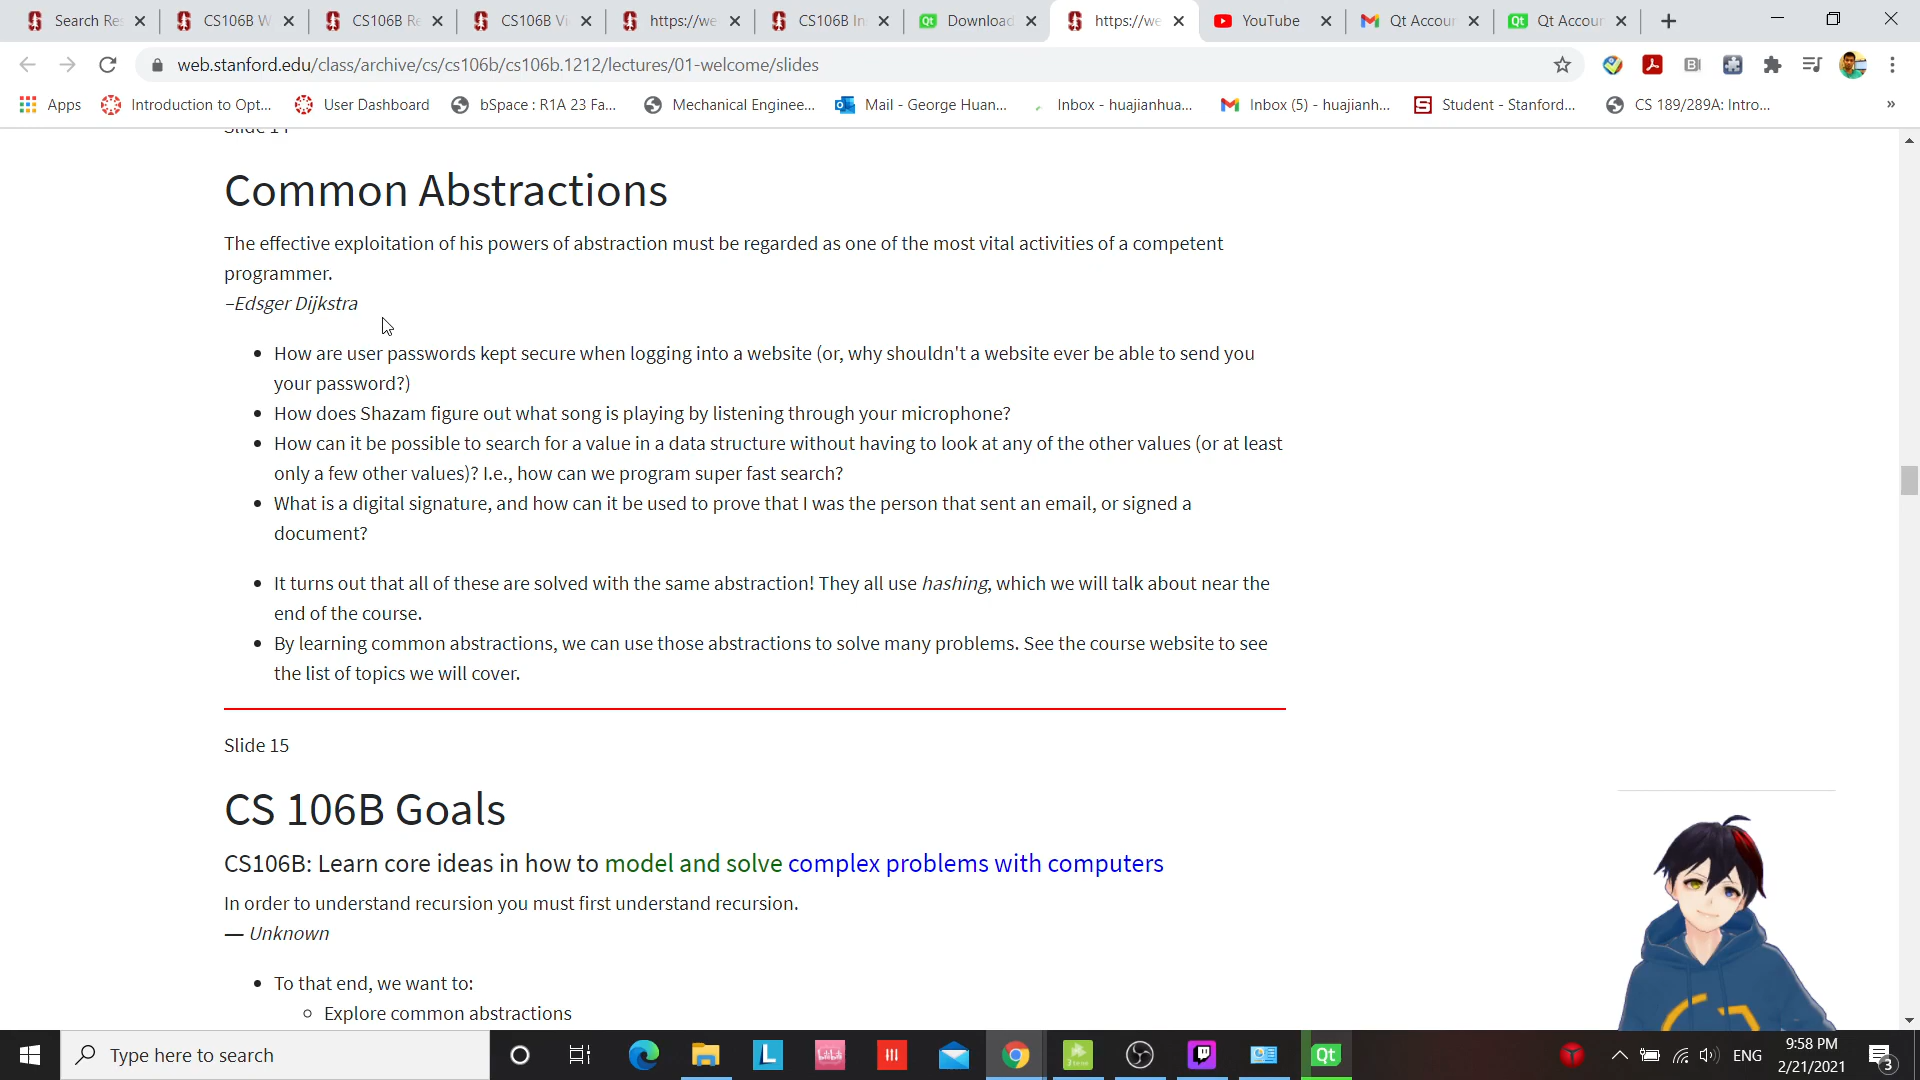 Search Re
CS106B W
CS106B Re
CS106B Vi
https://we
CS106B In
Download
https://we
YouTube
Qt Accour
Qt Accour
web.stanford.edu/class/archive/cs/cs106b/cs106b.1212/lectures/01-welcome/slides
Apps
Introduction to Opt...
User Dashboard
bSpace : R1A 23 Fa...
Mechanical Enginee...
Mail - George Huan...
Inbox - huajianhua...
Inbox (5) - huajianh...
Student - Stanford...
CS 189/289A: Intro...
»
Slide 14
Common Abstractions
The effective exploitation of his powers of abstraction must be regarded as one of the most vital activities of a competent
programmer.
–Edsger Dijkstra
• How are user passwords kept secure when logging into a website (or, why shouldn't a website ever be able to send you
your password?)
• How does Shazam figure out what song is playing by listening through your microphone?
• How can it be possible to search for a value in a data structure without having to look at any of the other values (or at least
only a few other values)? I.e., how can we program super fast search?
• What is a digital signature, and how can it be used to prove that I was the person that sent an email, or signed a
document?
• It turns out that all of these are solved with the same abstraction! They all use hashing, which we will talk about near the
end of the course.
• By learning common abstractions, we can use those abstractions to solve many problems. See the course website to see
the list of topics we will cover.
Slide 15
CS 106B Goals
CS106B: Learn core ideas in how to model and solve complex problems with computers
In order to understand recursion you must first understand recursion.
— Unknown
• To that end, we want to:
◦ Explore common abstractions
Type here to search
L
Qt
ENG
9:58 PM
2/21/2021
3